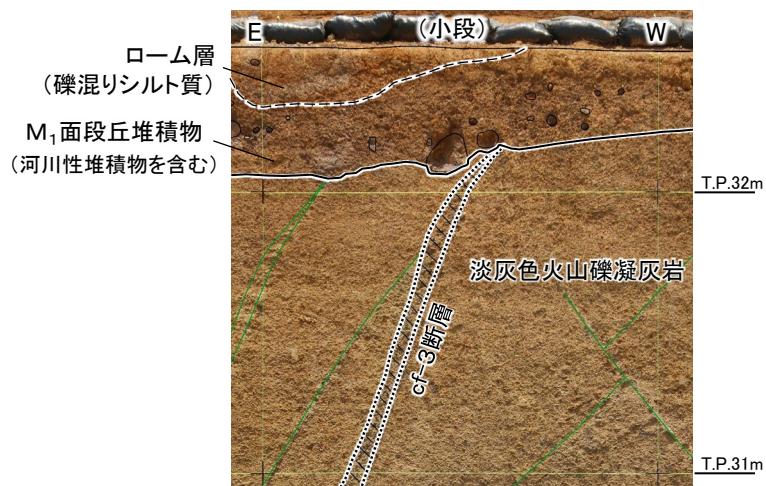 E
(小段)
W
ローム層
(礫混りシルト質)
M₁面段丘堆積物
(河川性堆積物を含む)
T.P.32m
淡灰色火山礫凝灰岩
cf-3断層
T.P.31m